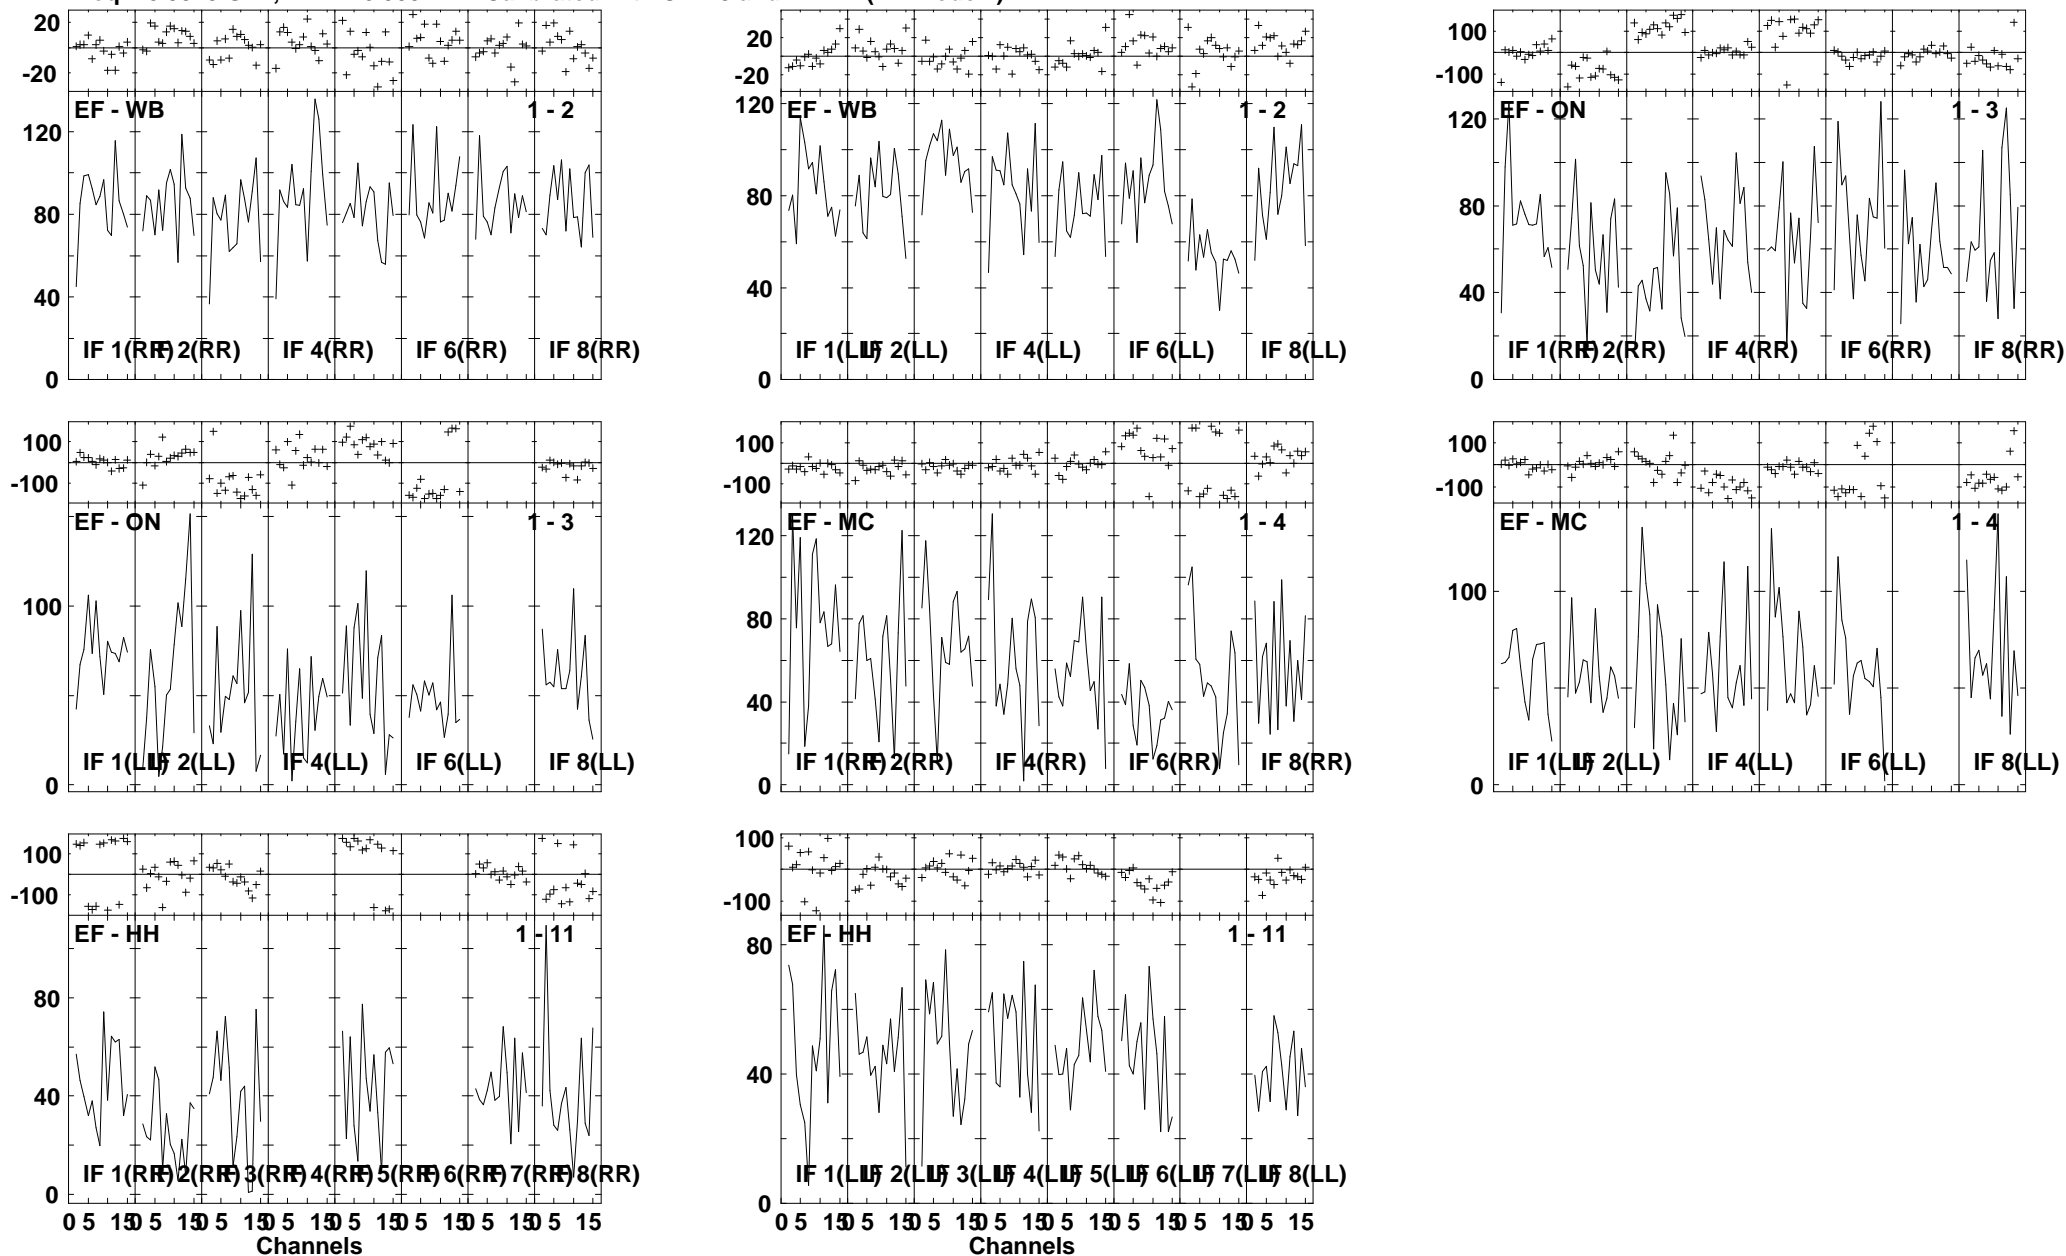 20
-20
EF - WB 1 - 2
120
80
40
0
IF 1(RR) IF 2(RR) IF 4(RR) IF 6(RR) IF 8(RR)
20
-20
120
EF - WB 1 - 2
80
40
0
IF 1(LL) IF 2(LL) IF 4(LL) IF 6(LL) IF 8(LL)
100
-100
EF - ON 1 - 3
120
80
40
0
IF 1(RR) IF 2(RR) IF 4(RR) IF 6(RR) IF 8(RR)
100
-100
EF - ON 1 - 3
100
0
IF 1(LL) IF 2(LL) IF 4(LL) IF 6(LL) IF 8(LL)
100
-100
EF - MC 1 - 4
120
80
40
0
IF 1(RR) IF 2(RR) IF 4(RR) IF 6(RR) IF 8(RR)
100
-100
EF - MC 1 - 4
100
0
IF 1(LL) IF 2(LL) IF 4(LL) IF 6(LL) IF 8(LL)
100
-100
EF - HH 1 - 11
80
40
0
IF 1(RR) IF 2(RR) IF 3(RR) IF 4(RR) IF 5(RR) IF 6(RR) IF 7(RR) IF 8(RR)
0 5 15 0 5 15 0 5 15 0 5 15 0 5 15 0 5 15 0 5 15 0 5 15
Channels
100
-100
EF - HH 1 - 11
80
40
0
IF 1(LL) IF 2(LL) IF 3(LL) IF 4(LL) IF 5(LL) IF 6(LL) IF 7(LL) IF 8(LL)
0 5 15 0 5 15 0 5 15 0 5 15 0 5 15 0 5 15 0 5 15 0 5 15
Channels